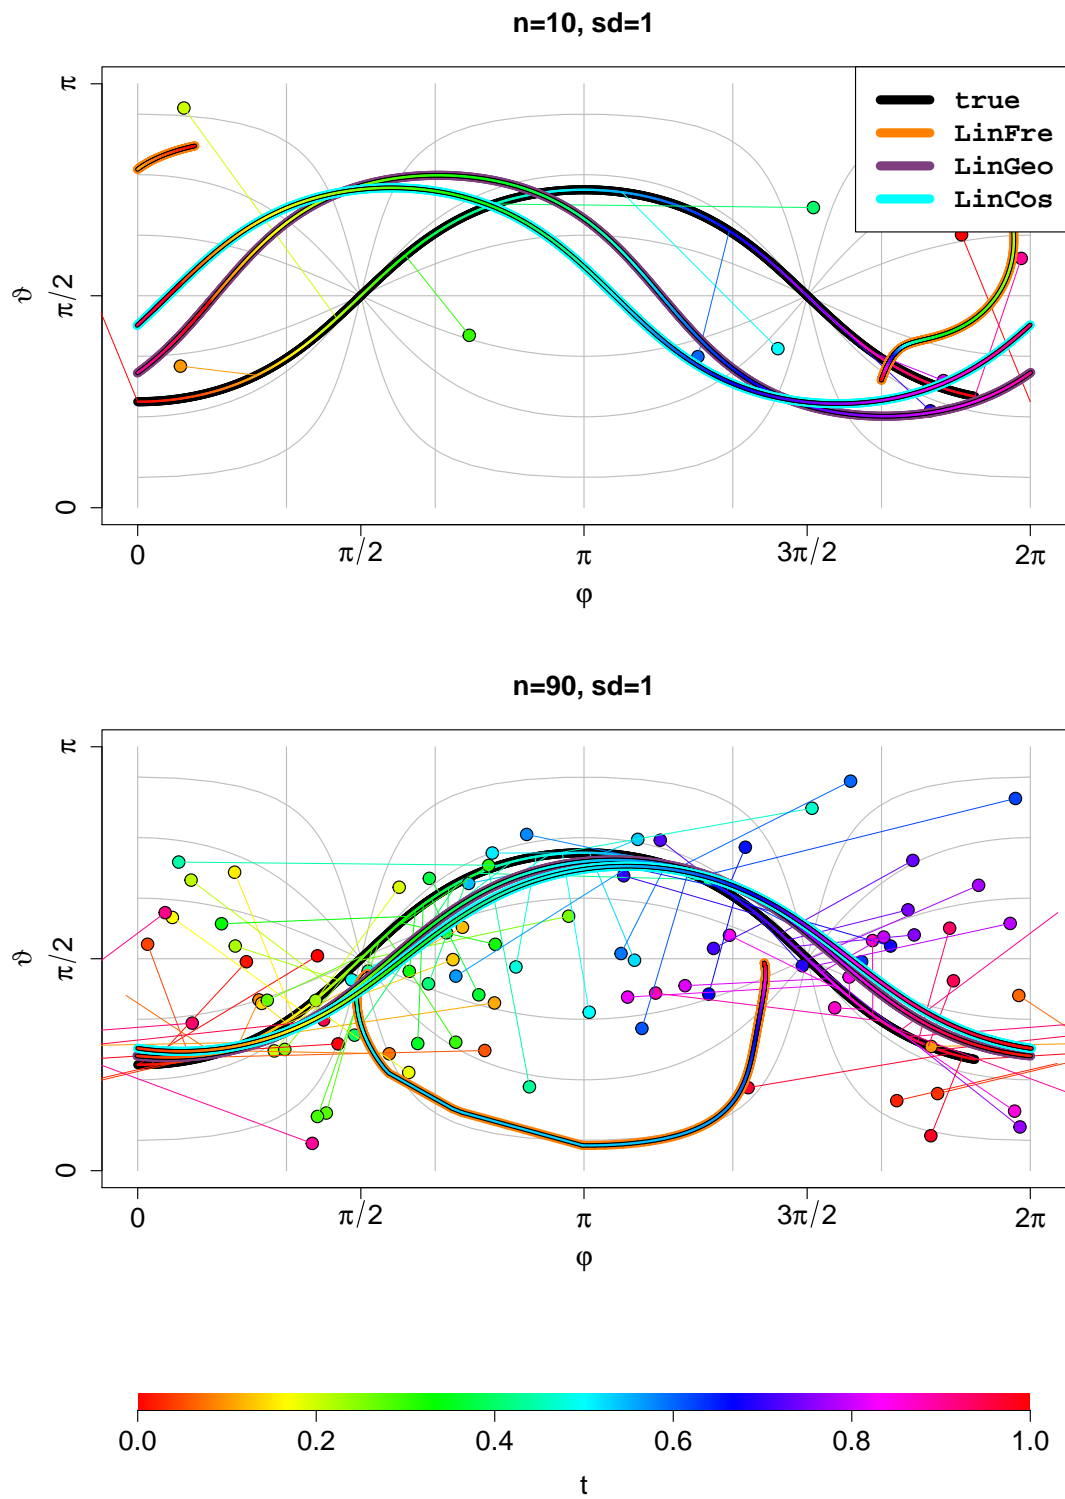 n=10, sd=1
π
π/2
0
ϑ
true
LinFre
LinGeo
LinCos
0
π/2
π
3π/2
2π
φ
n=90, sd=1
π
π/2
0
ϑ
0
π/2
π
3π/2
2π
φ
0.0
0.2
0.4
0.6
0.8
1.0
t